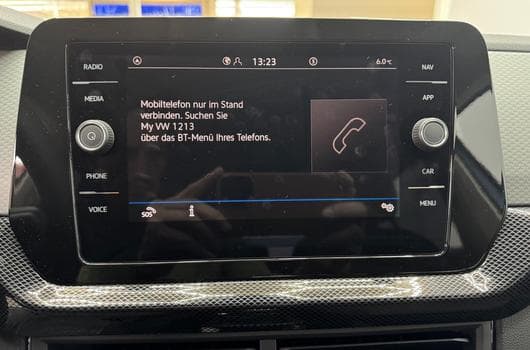 RADIO
MEDIA
PHONE
VOICE
13:23
6.0°C
Mobiltelefon nur im Stand
verbinden. Suchen Sie
My VW 1213
über das BT-Menü Ihres Telefons.
SOS
NAV
APP
CAR
MENU